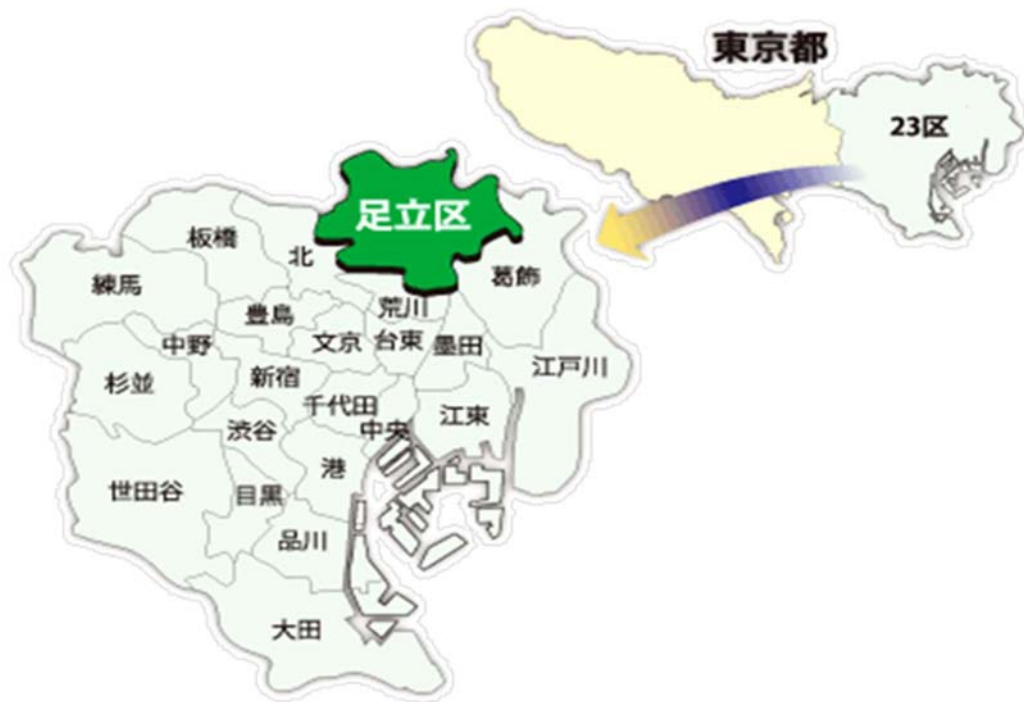 東京都
23区
足立区
板橋
北
練馬
葛飾
荒川
豊島
文京
台東
墨田
中野
江戸川
杉並
新宿
千代田
江東
渋谷
中央
港
世田谷
目黒
品川
大田